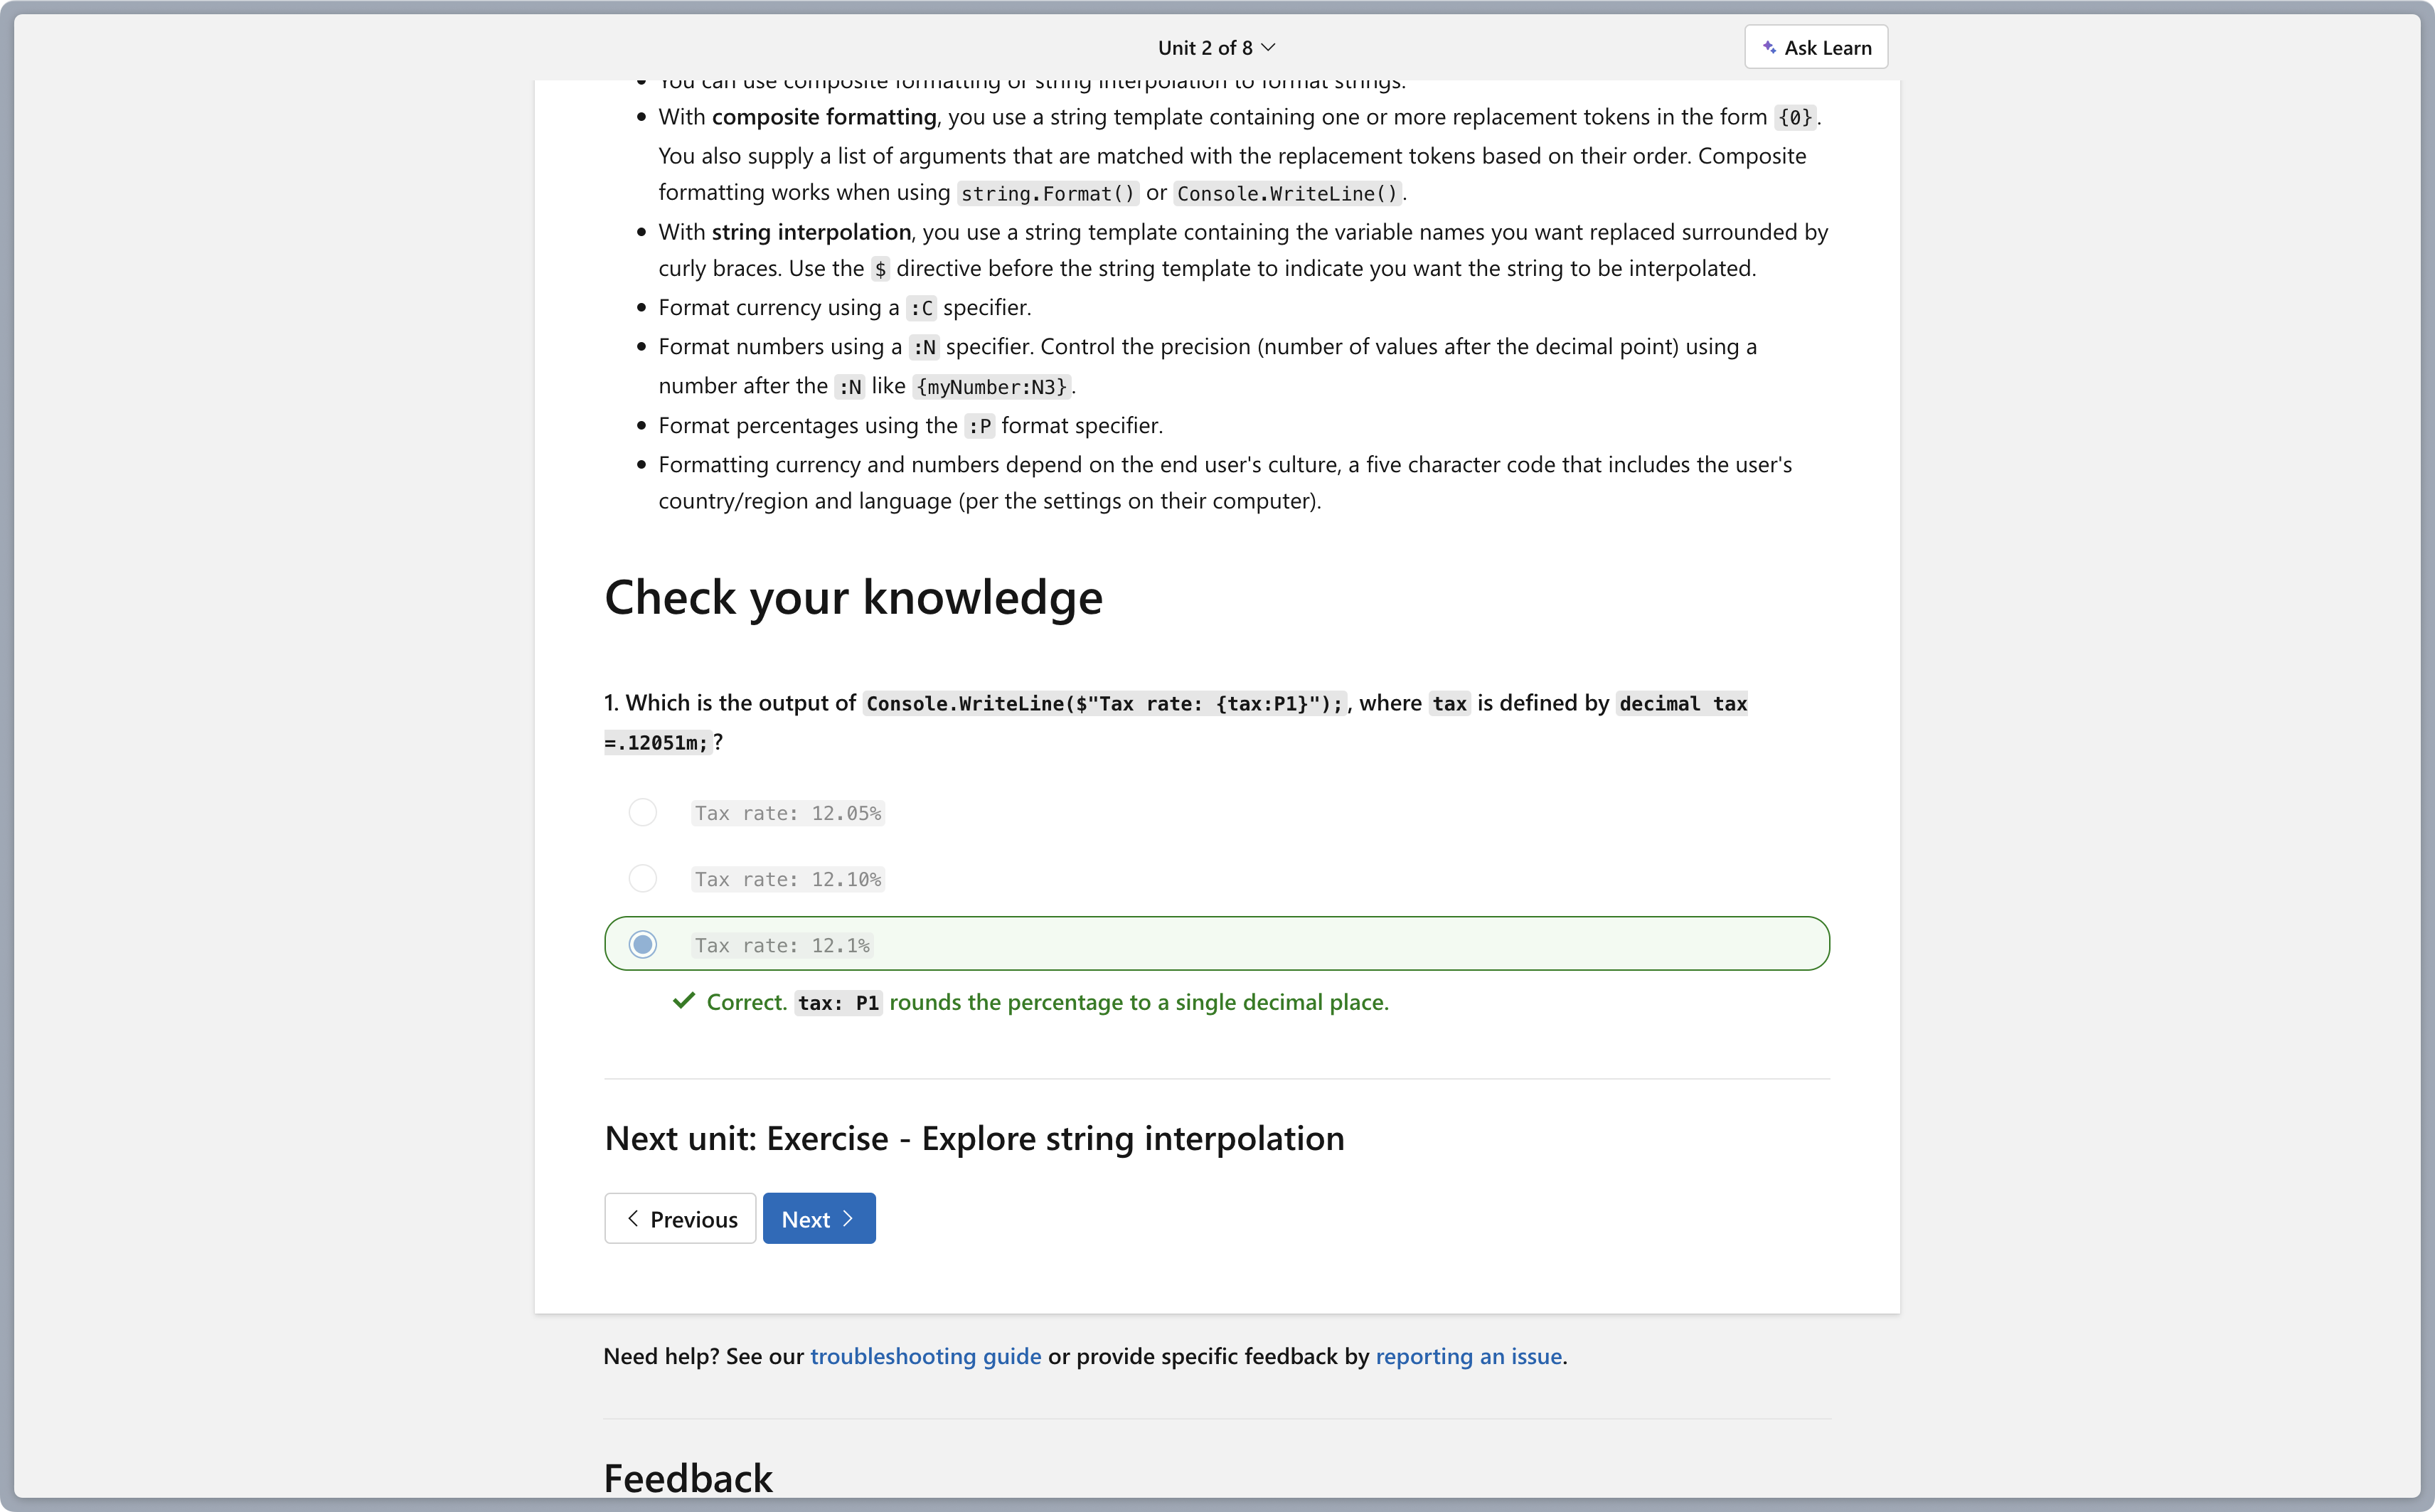 Unit 2 of 8
Ask Learn
You can use composite formatting or string interpolation to format strings.
With composite formatting, you use a string template containing one or more replacement tokens in the form {0}.
You also supply a list of arguments that are matched with the replacement tokens based on their order. Composite
formatting works when using string.Format() or Console.WriteLine().
With string interpolation, you use a string template containing the variable names you want replaced surrounded by
curly braces. Use the $ directive before the string template to indicate you want the string to be interpolated.
Format currency using a :C specifier.
Format numbers using a :N specifier. Control the precision (number of values after the decimal point) using a
number after the :N like {myNumber:N3}.
Format percentages using the :P format specifier.
Formatting currency and numbers depend on the end user's culture, a five character code that includes the user's
country/region and language (per the settings on their computer).
Check your knowledge
1. Which is the output of Console.WriteLine($"Tax rate: {tax:P1}");, where tax is defined by decimal tax
=.12051m;?
Tax rate: 12.05%
Tax rate: 12.10%
Tax rate: 12.1%
Correct. tax: P1 rounds the percentage to a single decimal place.
Next unit: Exercise - Explore string interpolation
Previous
Next
Need help? See our troubleshooting guide or provide specific feedback by reporting an issue.
Feedback